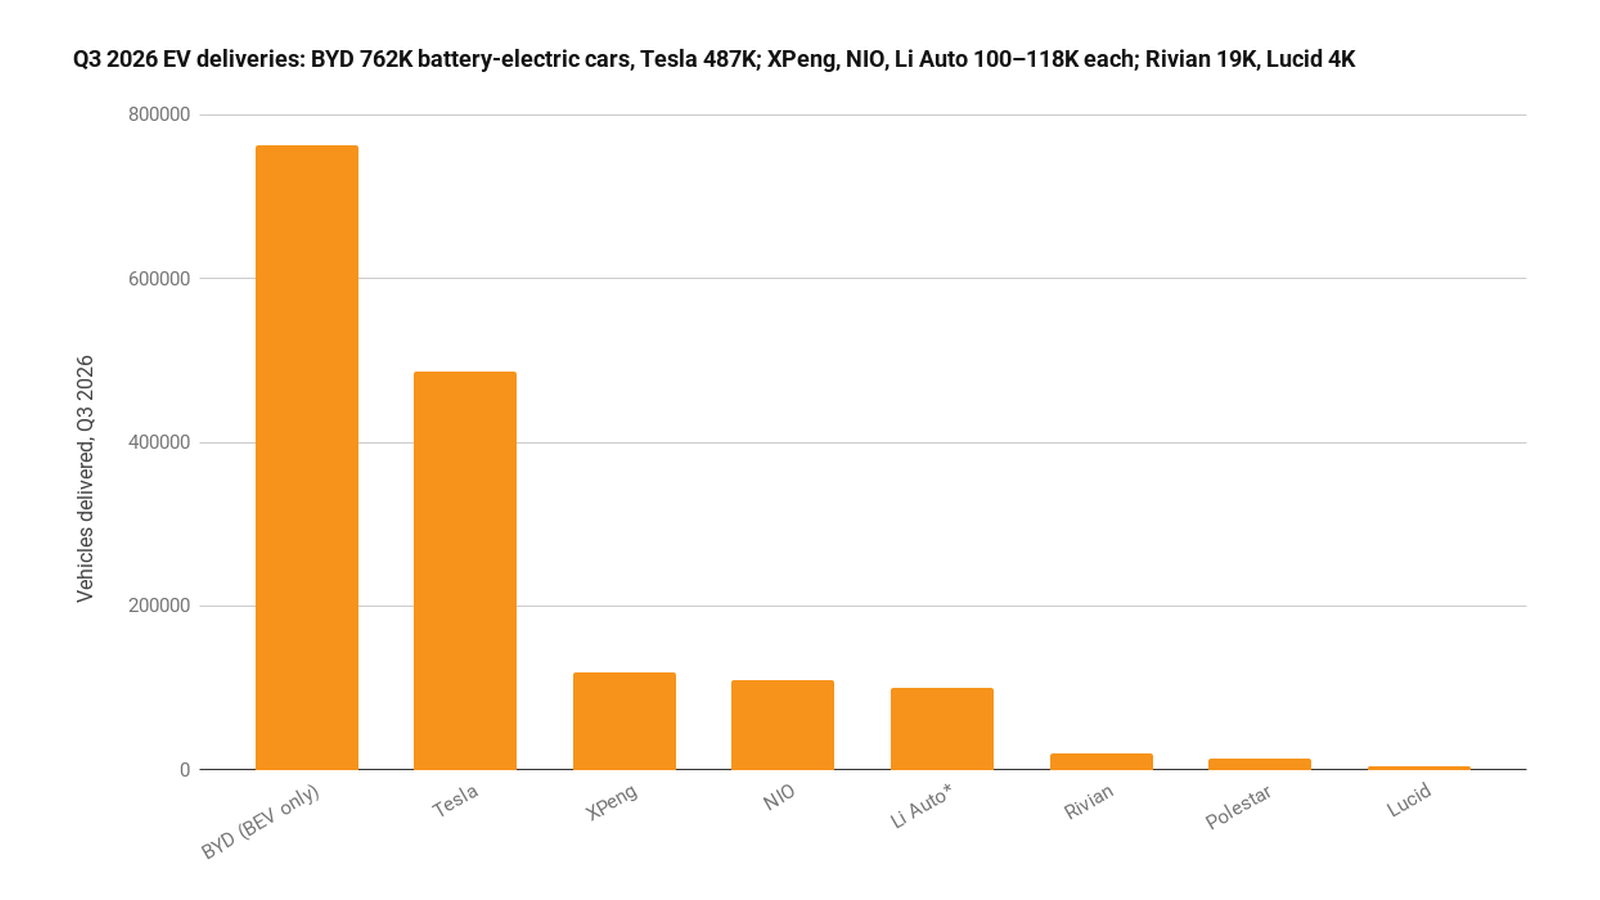 Q3 2026 EV deliveries: BYD 762K battery-electric cars, Tesla 487K; XPeng, NIO, Li Auto 100–118K each; Rivian 19K, Lucid 4K
Vehicles delivered, Q3 2026
800000
600000
400000
200000
0
BYD (BEV only)
Tesla
XPeng
NIO
Li Auto*
Rivian
Polestar
Lucid